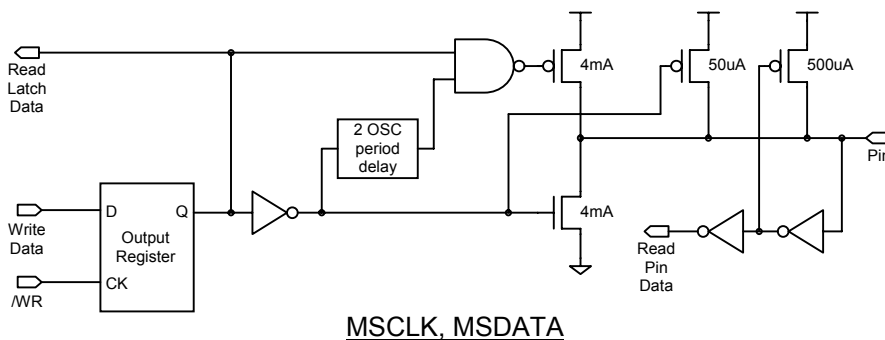 4mA
50uA
500uA
Read
Latch
Data
2 OSC
period
delay
Pin
D
Q
Write
Data
Output
Register
4mA
CK
/WR
Read
Pin
Data
MSCLK, MSDATA